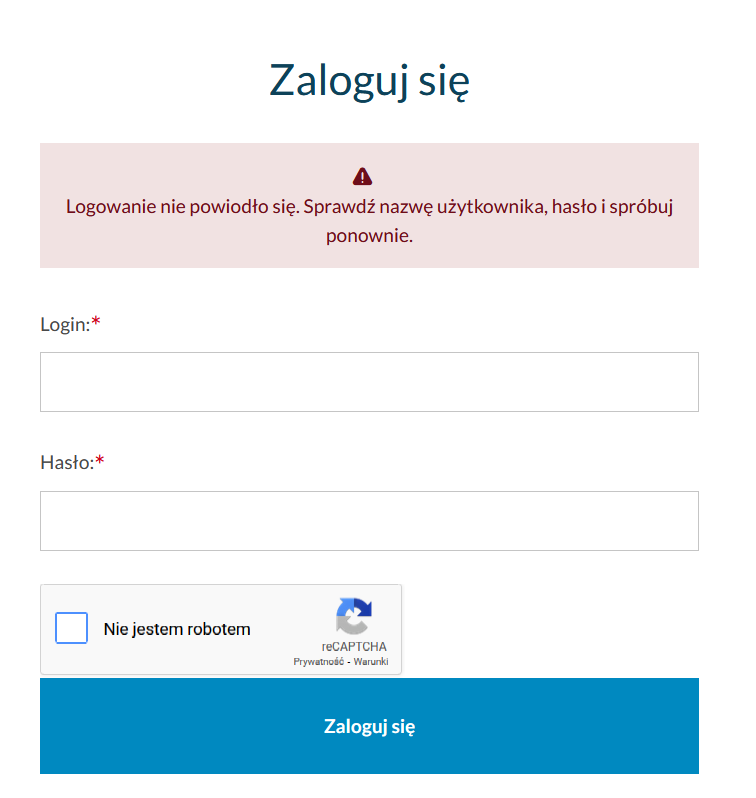 Zaloguj się
Logowanie nie powiodło się. Sprawdź nazwę użytkownika, hasło i spróbuj
ponownie.
Login:*
Hasło:*
Nie jestem robotem
reCAPTCHA
Prywatność - Warunki
Zaloguj się